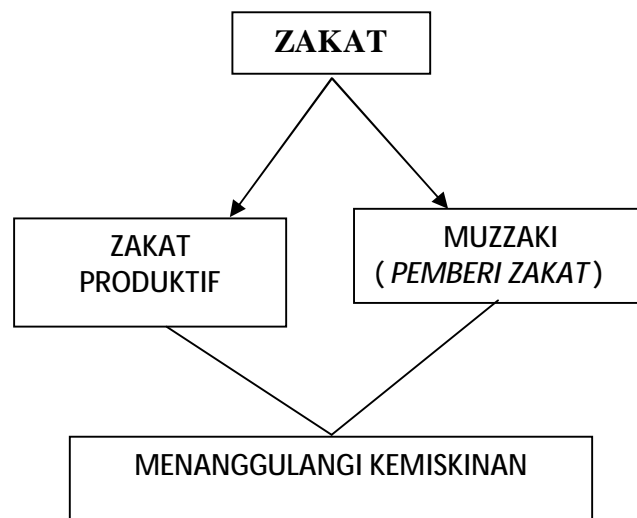 ZAKAT
ZAKAT
PRODUKTIF
MUZZAKI
( PEMBERI ZAKAT )
MENANGGULANGI KEMISKINAN